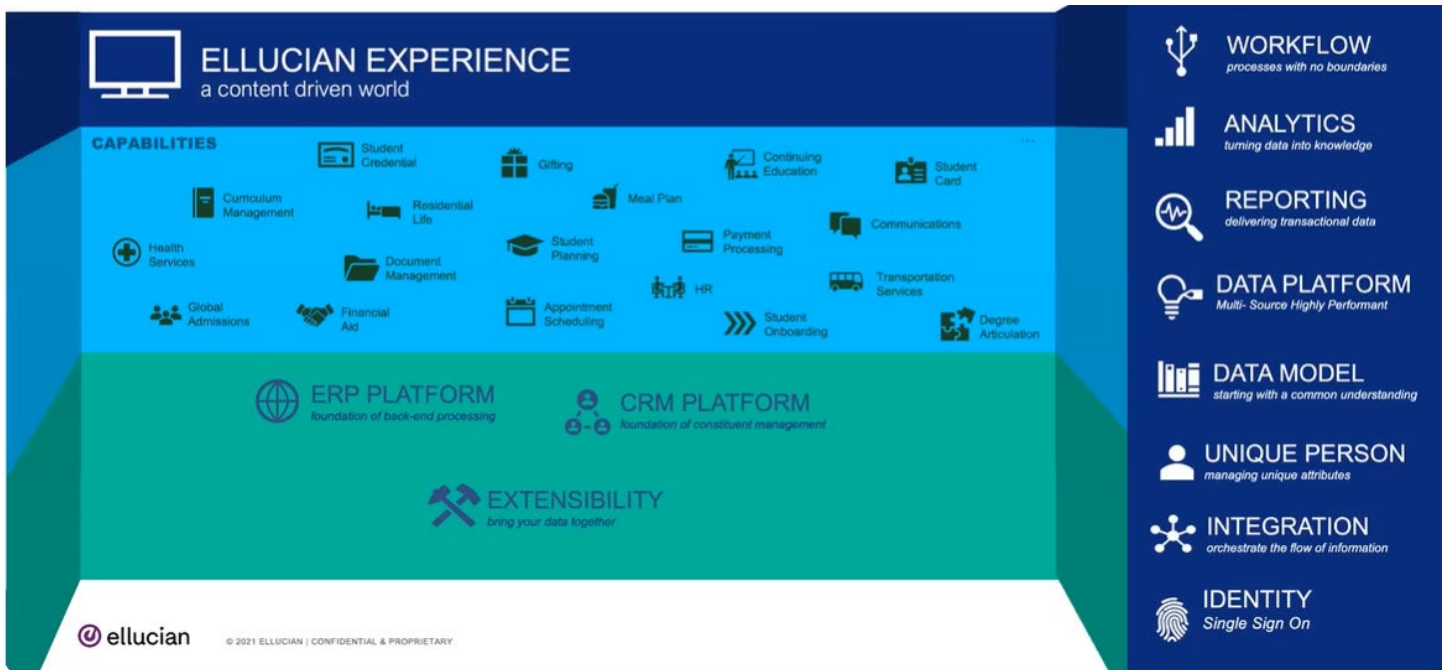 ELLUCIAN EXPERIENCE
a content driven world
CAPABILITIES
...
Student
Credential
Gifting
Continuing
Education
Student
Card
Curriculum
Management
Residential
Life
Meal Plan
Communications
Health
Services
Document
Management
Student
Planning
Payment
Processing
HR
Transportation
Services
Global
Admissions
Financial
Aid
Appointment
Scheduling
Student
Onboarding
Degree
Articulation
ERP PLATFORM
foundation of back-end processing
CRM PLATFORM
foundation of constituent management
EXTENSIBILITY
bring your data together
ellucian
© 2021 ELLUCIAN | CONFIDENTIAL & PROPRIETARY
WORKFLOW
processes with no boundaries
ANALYTICS
turning data into knowledge
REPORTING
delivering transactional data
DATA PLATFORM
Multi- Source Highly Performant
DATA MODEL
starting with a common understanding
UNIQUE PERSON
managing unique attributes
INTEGRATION
orchestrate the flow of information
IDENTITY
Single Sign On